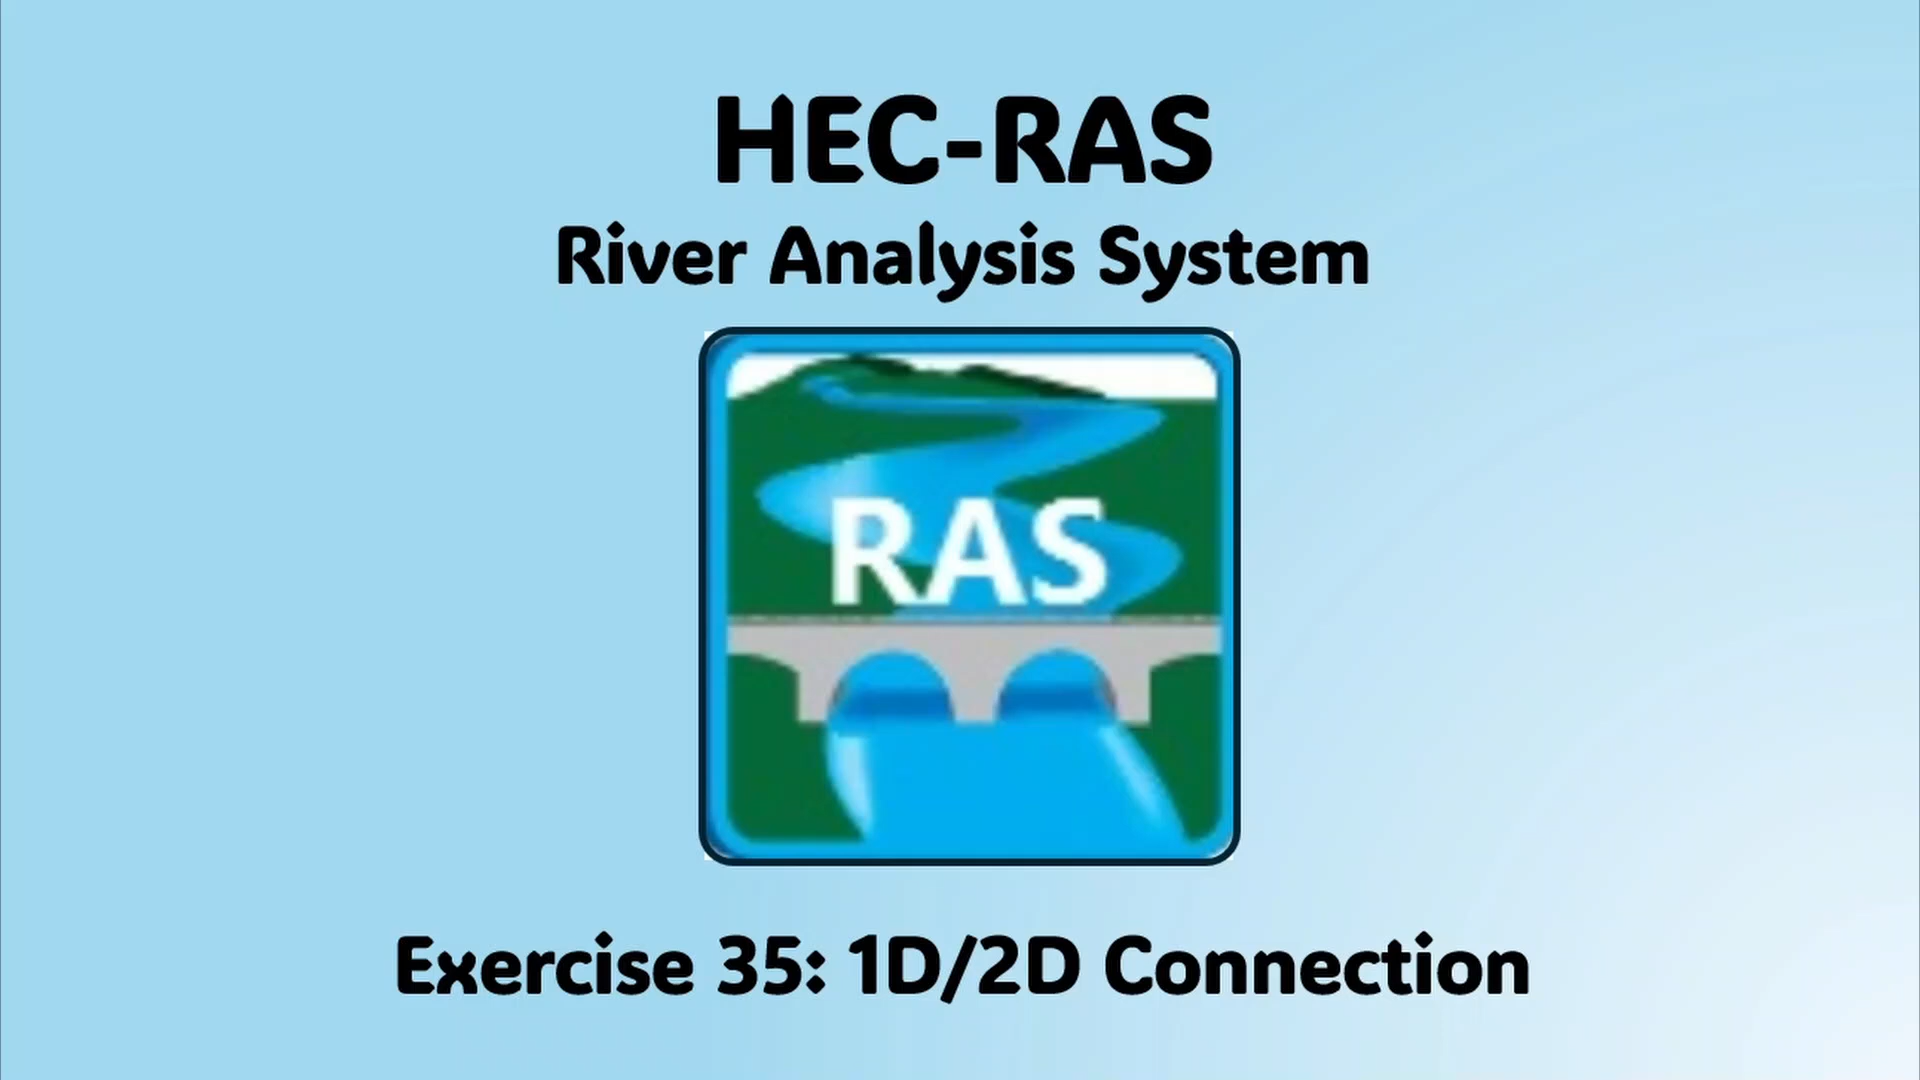 HEC-RAS
River Analysis System
RAS
Exercise 35: 1D/2D Connection